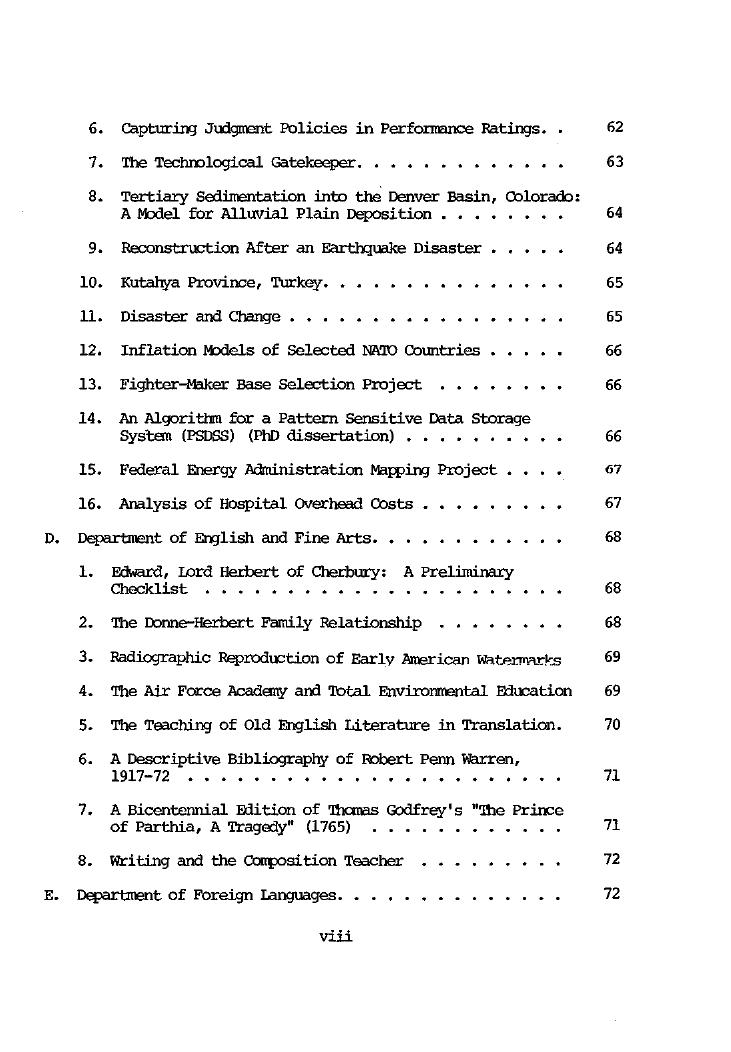 6. Capturing Judgment Policies in Performance Ratings. . 62
7. The Technological Gatekeeper. . . . . . . . . . . . . 63
8. Tertiary Sedimentation into the Denver Basin, Colorado:
A Model for Alluvial Plain Deposition . . . . . . . . 64
9. Reconstruction After an Earthquake Disaster . . . . . 64
10. Kutahya Province, Turkey. . . . . . . . . . . . . . . 65
11. Disaster and Change . . . . . . . . . . . . . . . . . 65
12. Inflation Models of Selected NATO Countries . . . . . 66
13. Fighter-Maker Base Selection Project . . . . . . . . 66
14. An Algorithm for a Pattern Sensitive Data Storage
System (PSDSS) (PhD dissertation) . . . . . . . . . . 66
15. Federal Energy Administration Mapping Project . . . . 67
16. Analysis of Hospital Overhead Costs . . . . . . . . . 67
D. Department of English and Fine Arts. . . . . . . . . . . . 68
1. Edward, Lord Herbert of Cherbury: A Preliminary
Checklist . . . . . . . . . . . . . . . . . . . . . . 68
2. The Donne-Herbert Family Relationship . . . . . . . . 68
3. Radiographic Reproduction of Early American Watermarks 69
4. The Air Force Academy and Total Environmental Education 69
5. The Teaching of Old English Literature in Translation. 70
6. A Descriptive Bibliography of Robert Penn Warren,
1917-72 . . . . . . . . . . . . . . . . . . . . . . . 71
7. A Bicentennial Edition of Thomas Godfrey's "The Prince
of Parthia, A Tragedy" (1765) . . . . . . . . . . . . 71
8. Writing and the Composition Teacher . . . . . . . . . 72
E. Department of Foreign Languages. . . . . . . . . . . . . . 72
viii